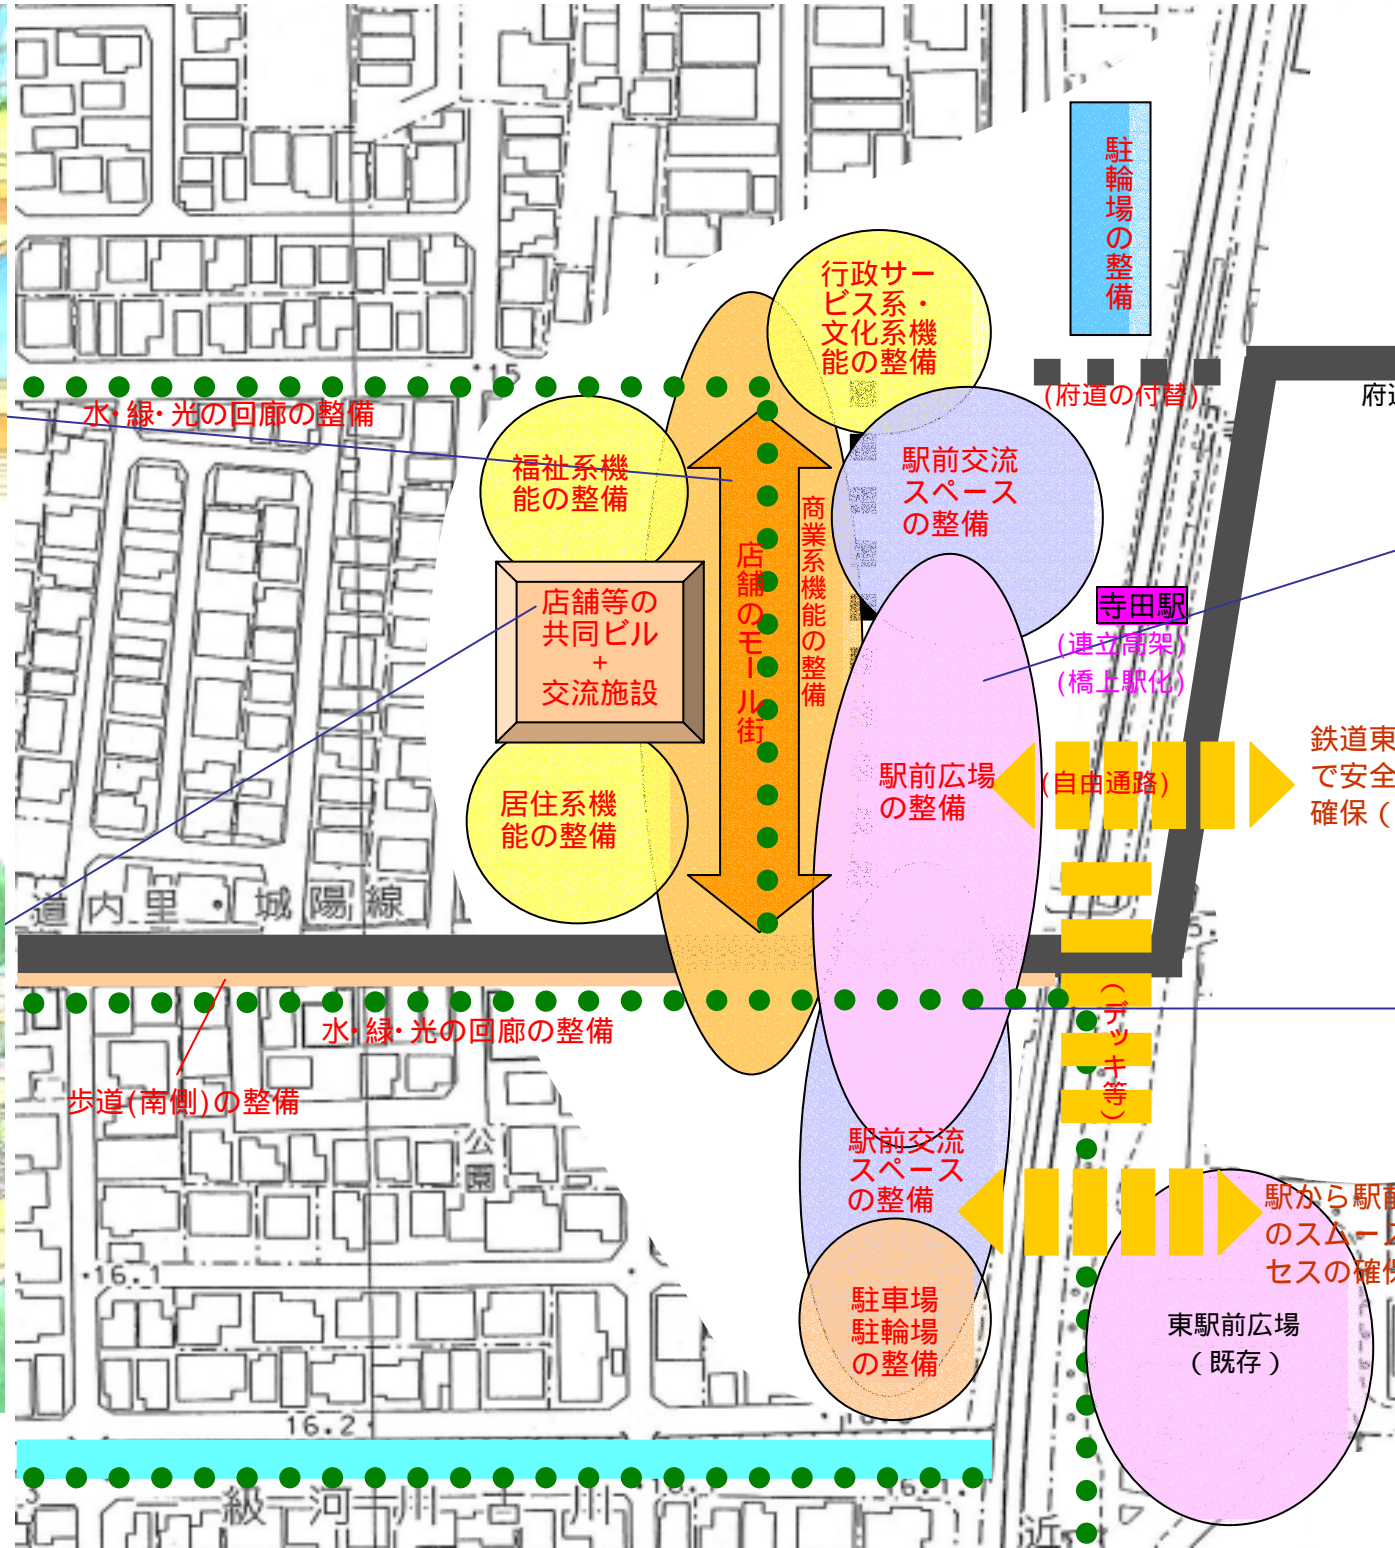 駐輪場の整備
行政サー
ビス系・
文化系機
能の整備
・15
(府道の付替)
府道
水・緑・光の回廊の整備
福祉系機
能の整備
駅前交流
スペース
の整備
商業系機能の整備
店舗のモール街
店舗等の
共同ビル
+
交流施設
寺田駅
(連立高架)
(橋上駅化)
鉄道東
で安全
確保(
駅前広場
の整備
(自由通路)
居住系機
能の整備
道内里・城陽線
(デッキ等)
水・緑・光の回廊の整備
歩道(南側)の整備
公園
駅前交流
スペース
の整備
駅から駅前
のスムーズ
セスの確保
・16.1
駐車場
駐輪場
の整備
東駅前広場
(既存)
16.2
級河川古川
近